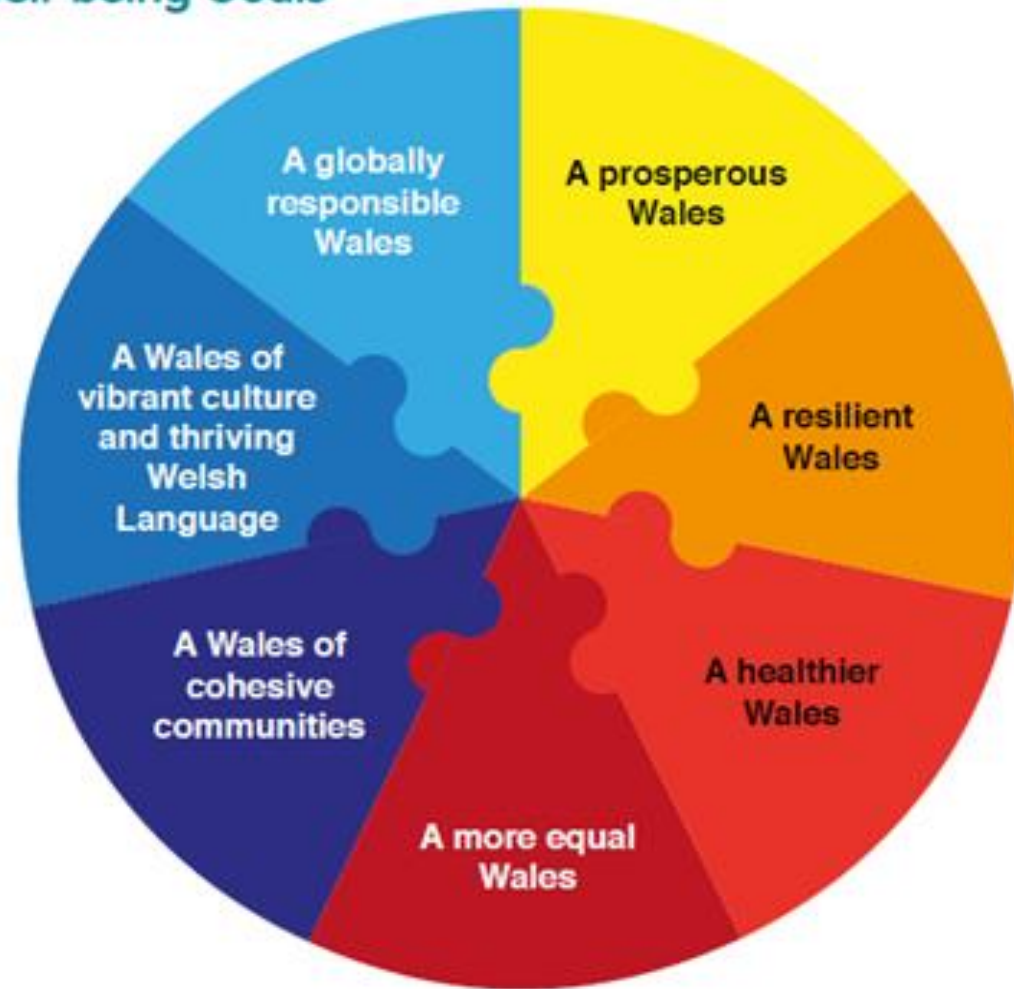 A globally
responsible
Wales
A prosperous
Wales
A resilient
Wales
A healthier
Wales
A more equal
Wales
A Wales of
cohesive
communities
A Wales of
vibrant culture
and thriving
Welsh
Language